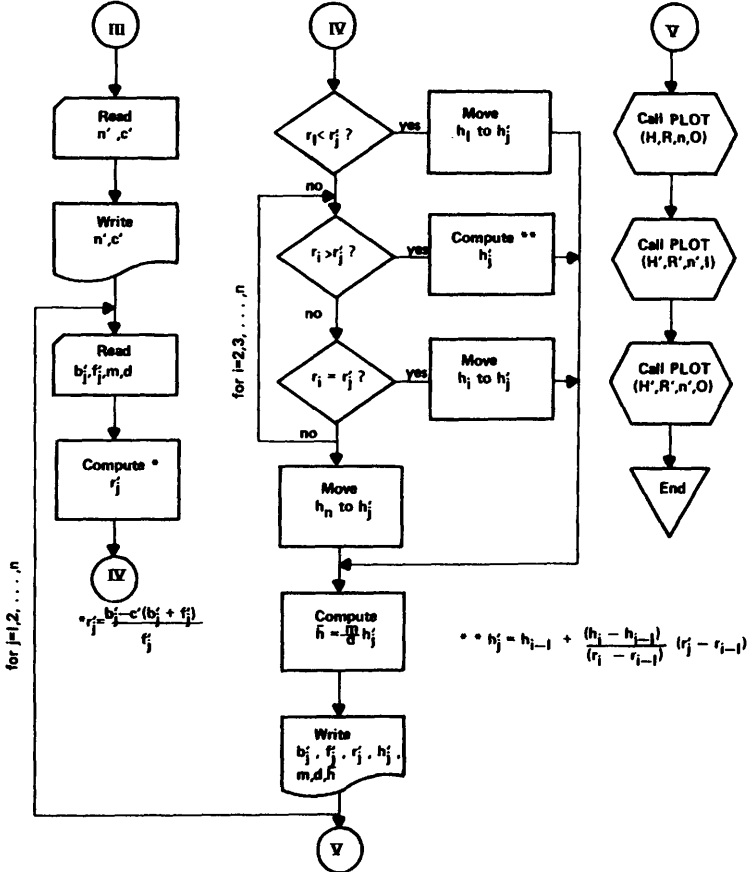 III
Read
n′ ,c′
Write
n′,c′
Read
b′j,f′j,m,d
Compute *
r′j
IV
for j=1,2, . . . ,n
*r′j = b′j–c′(b′j + f′j)
f′j
IV
r1< r′j ?
yes
Move
h1 to h′j
no
ri >r′j ?
yes
Compute **
h′j
no
ri = r′j ?
yes
Move
hi to h′j
no
for i=2,3, . . . ,n
Move
hn to h′j
Compute
h̄ = m/d h′j
Write
b′j , f′j , r′j , h′j ,
m,d,h̄
V
V
Call PLOT
(H,R,n,O)
Call PLOT
(H′,R′,n′,I)
Call PLOT
(H′,R′,n′,O)
End
* * h′j = hi–1 + (hi – hi–1) (r′j – ri–1)
(ri – ri–1)